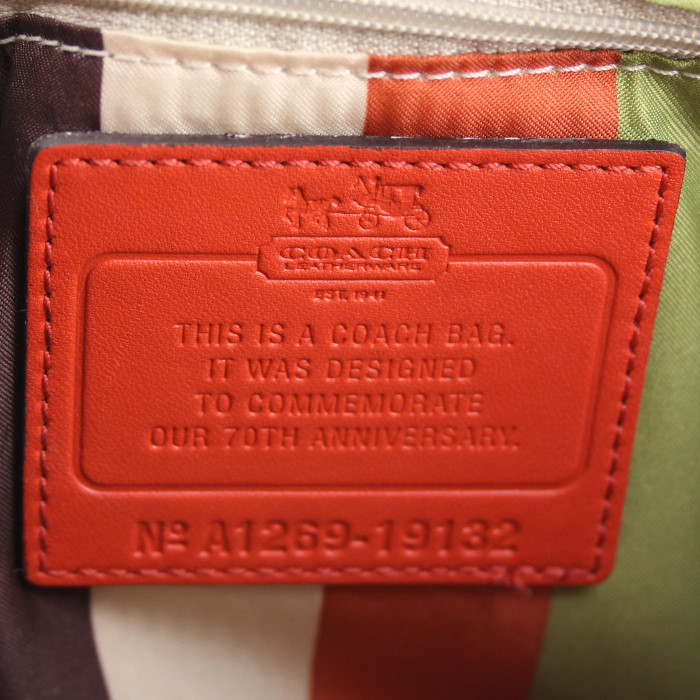 COACH
LEATHERWARE
EST. 1941
THIS IS A COACH BAG.
IT WAS DESIGNED
TO COMMEMORATE
OUR 70TH ANNIVERSARY.
Nº A1269-19132